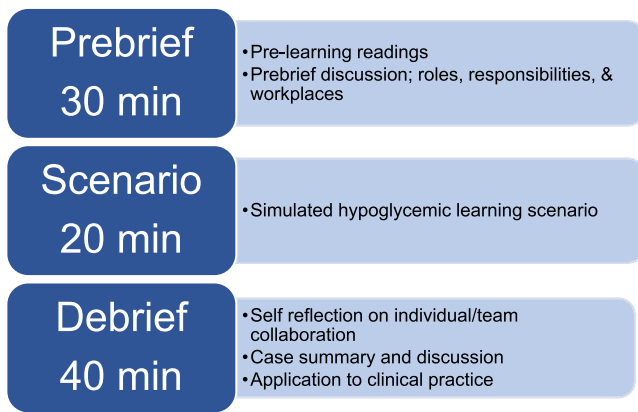 Prebrief
30 min
•Pre-learning readings
•Prebrief discussion; roles, responsibilities, &
workplaces
Scenario
20 min
•Simulated hypoglycemic learning scenario
Debrief
40 min
•Self reflection on individual/team
collaboration
•Case summary and discussion
•Application to clinical practice